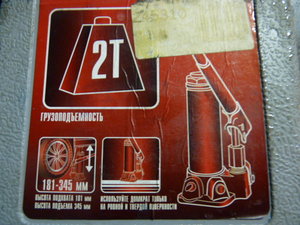 2Т
ГРУЗОПОДЪЕМНОСТЬ
181-345 ММ
ВЫСОТА ПОДХВАТА 181 ММ
ВЫСОТА ПОДЪЕМА 345 ММ
ИСПОЛЬЗУЙТЕ ДОМКРАТ ТОЛЬКО
НА РОВНОЙ И ТВЕРДОЙ ПОВЕРХНОСТИ